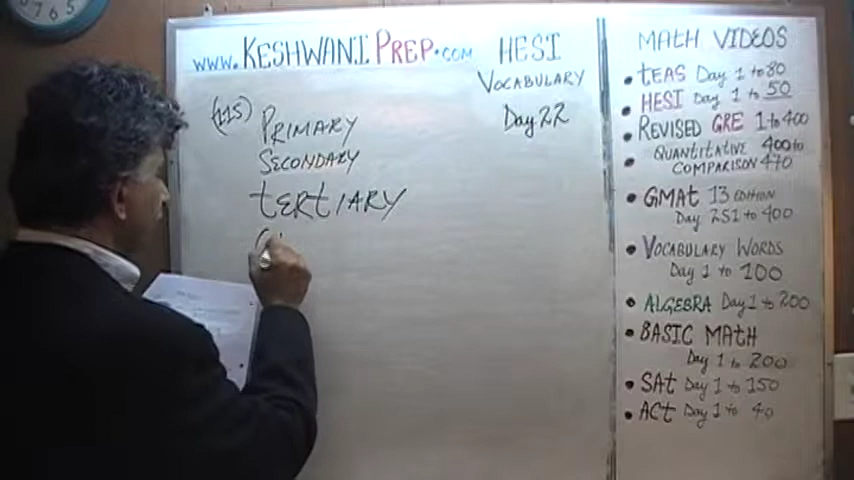 www.KESHWANIPREP.com
HESI
VOCABULARY
Day 22
(115) PRIMARY
SECONDARY
tERtIARY
MATH VIDEOS
• tEAS Day 1 to 80
• HESI Day 1 to 50
• REVISED GRE 1 to 400
• QUANtItAtIVE 400 to
COMPARISON 470
• GMAt 13 EDItION
Day 251 to 400
• VOCABULARY WORDS
Day 1 to 100
• ALGEBRA Day 1 to 200
• BASIC MATH
Day 1 to 200
• SAt Day 1 to 150
• ACt Day 1 to 40
7 6 5